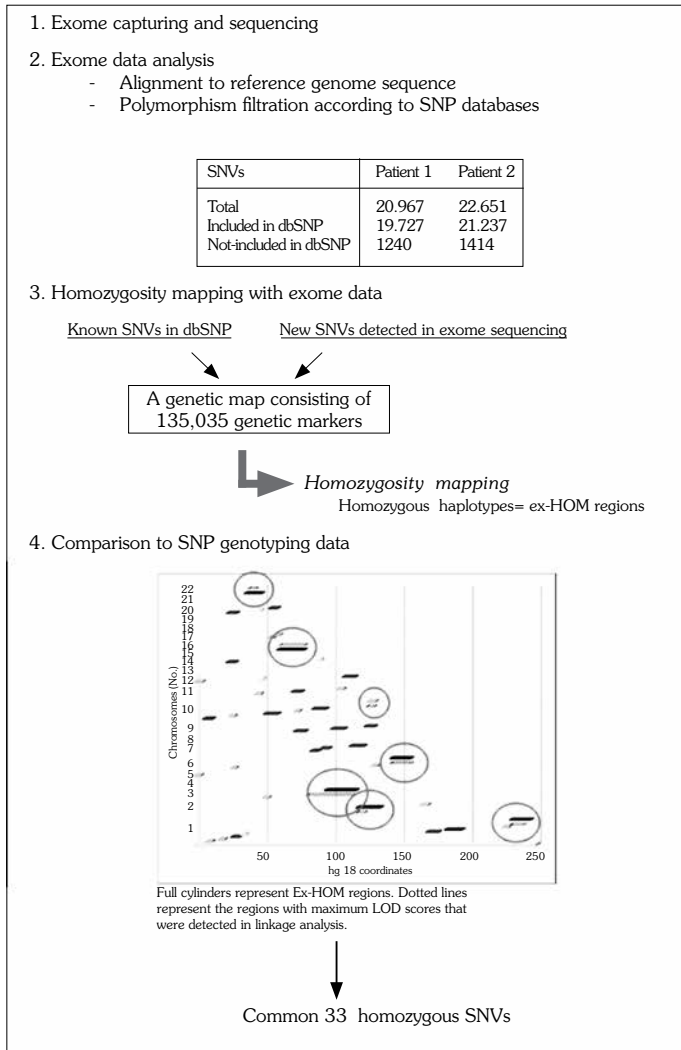 1. Exome capturing and sequencing
2. Exome data analysis
- Alignment to reference genome sequence
- Polymorphism filtration according to SNP databases
SNVs Patient 1 Patient 2
Total 20.967 22.651
Included in dbSNP 19.727 21.237
Not-included in dbSNP 1240 1414
3. Homozygosity mapping with exome data
Known SNVs in dbSNP New SNVs detected in exome sequencing
A genetic map consisting of
135,035 genetic markers
Homozygosity mapping
Homozygous haplotypes= ex-HOM regions
4. Comparison to SNP genotyping data
Chromosomes (No.)
22
21
20
19
18
17
16
15
14
13
12
11
10
9
8
7
6
5
4
3
2
1
50 100 150 200 250
hg 18 coordinates
Full cylinders represent Ex-HOM regions. Dotted lines
represent the regions with maximum LOD scores that
were detected in linkage analysis.
Common 33 homozygous SNVs